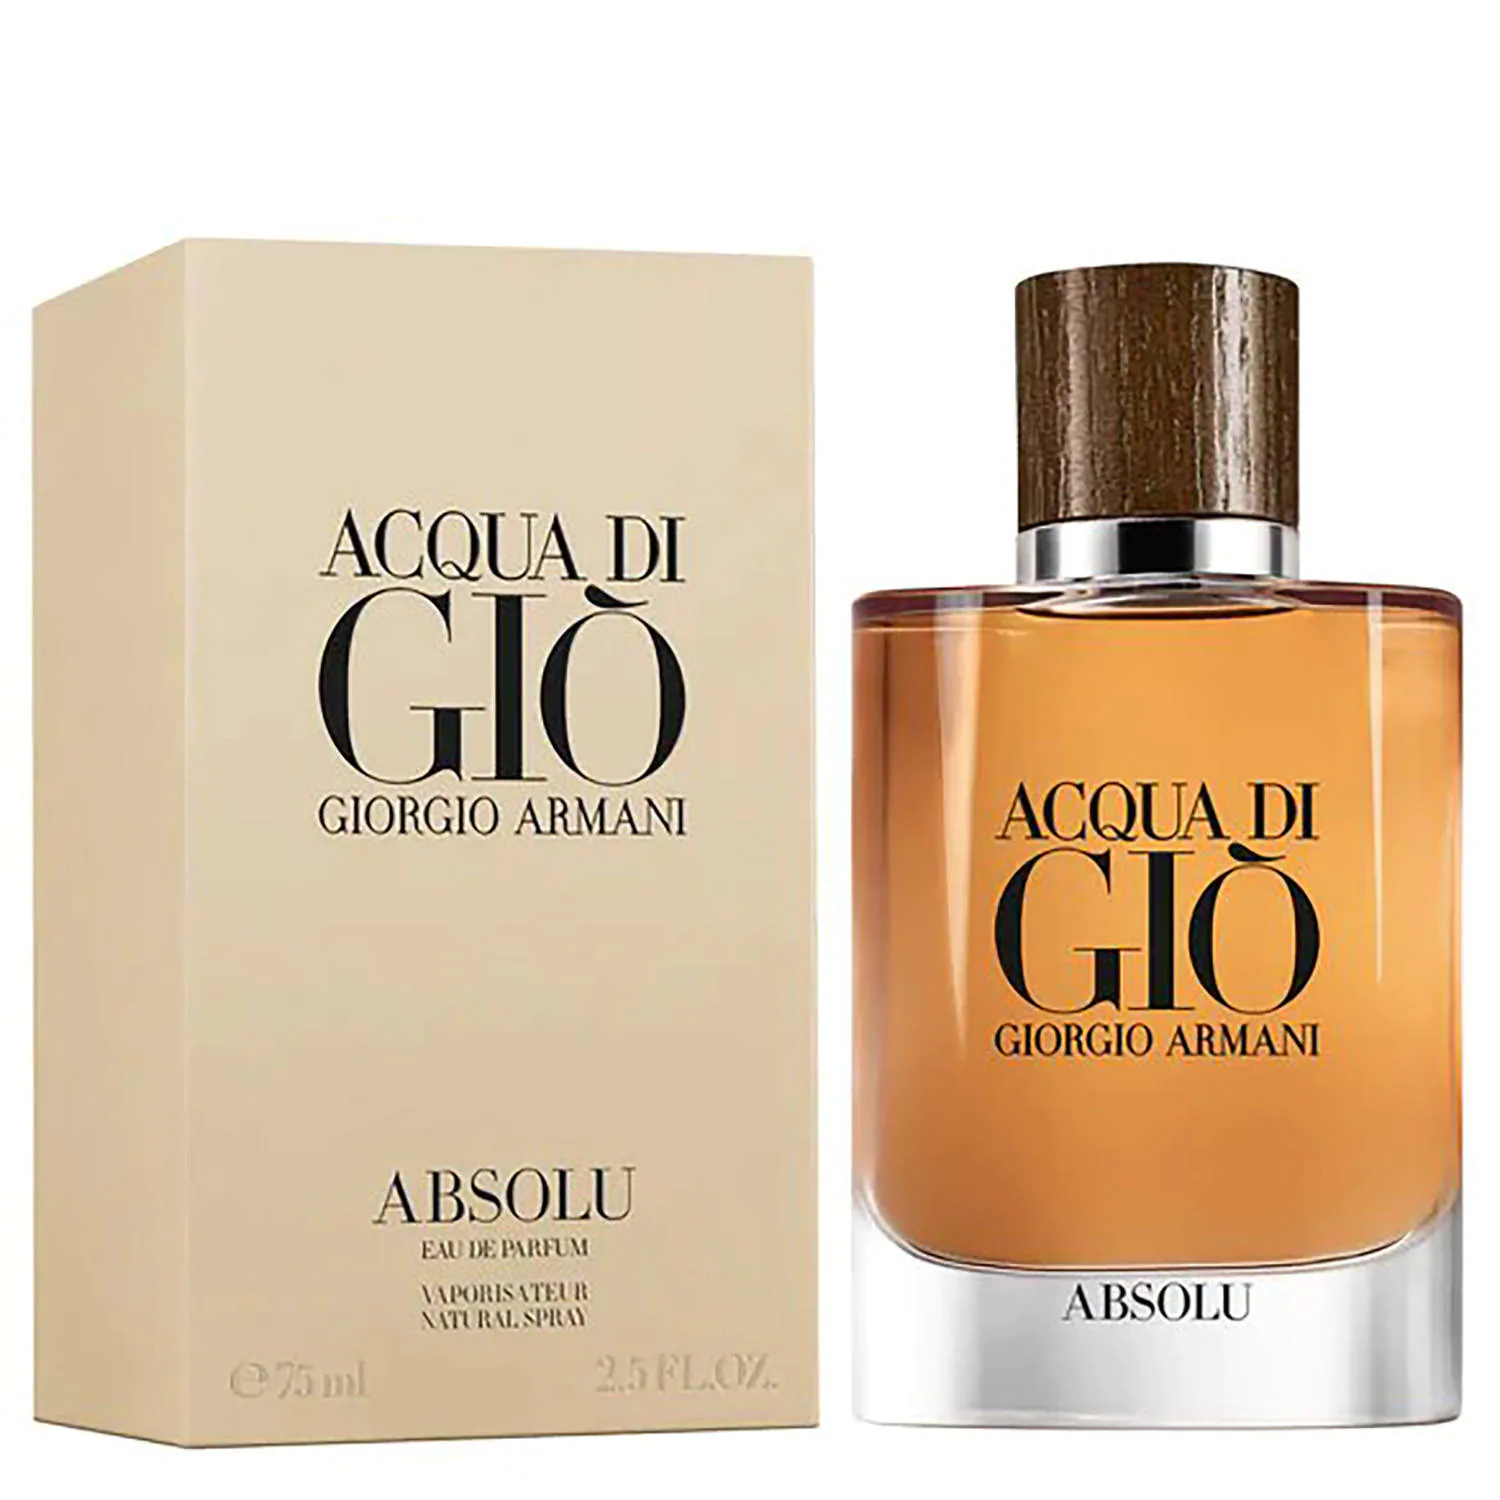 ACQUA DI
GIÒ
GIORGIO ARMANI
ABSOLU
EAU DE PARFUM
VAPORISATEUR
NATURAL SPRAY
℮ 75 ml 2.5 FL.OZ.
ACQUA DI
GIÒ
GIORGIO ARMANI
ABSOLU